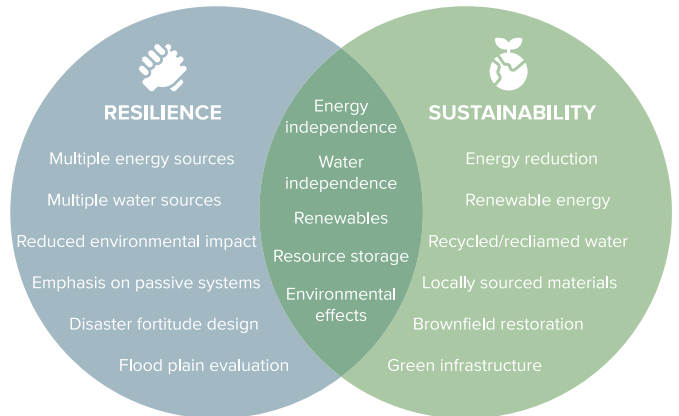 RESILIENCE
Multiple energy sources
Multiple water sources
Reduced environmental impact
Emphasis on passive systems
Disaster fortitude design
Flood plain evaluation
Energy
independence
Water
independence
Renewables
Resource storage
Environmental
effects
SUSTAINABILITY
Energy reduction
Renewable energy
Recycled/recliamed water
Locally sourced materials
Brownfield restoration
Green infrastructure